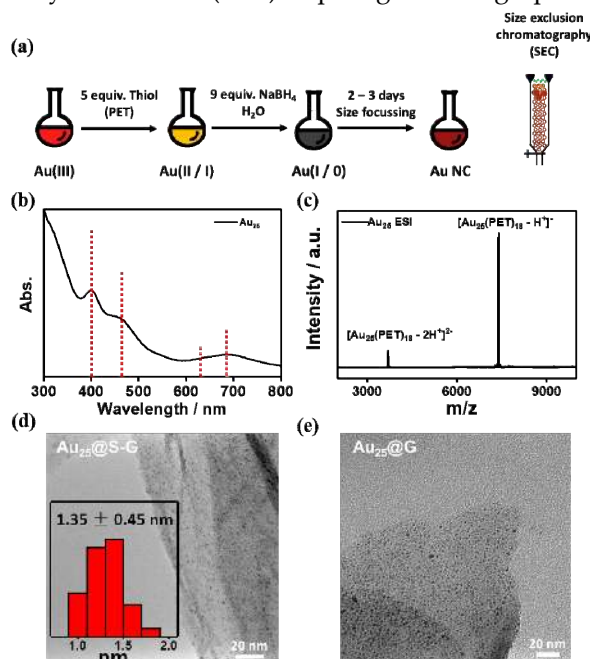 Size exclusion
chromatography
(SEC)
(a)
5 equiv. Thiol
(PET)
9 equiv. NaBH₄
H₂O
2 – 3 days
Size focussing
Au(III)
Au(II / I)
Au(I / 0)
Au NC
(b)
Au₂₅
Abs.
300 400 500 600 700 800
Wavelength / nm
(c)
Au₂₅ ESI
[Au₂₅(PET)₁₈ - H⁺]⁻
[Au₂₅(PET)₁₈ - 2H⁺]²⁻
Intensity / a.u.
3000 6000 9000
m/z
(d)
Au₂₅@S-G
1.35 ± 0.45 nm
1.0 1.5 2.0
nm
20 nm
(e)
Au₂₅@G
20 nm